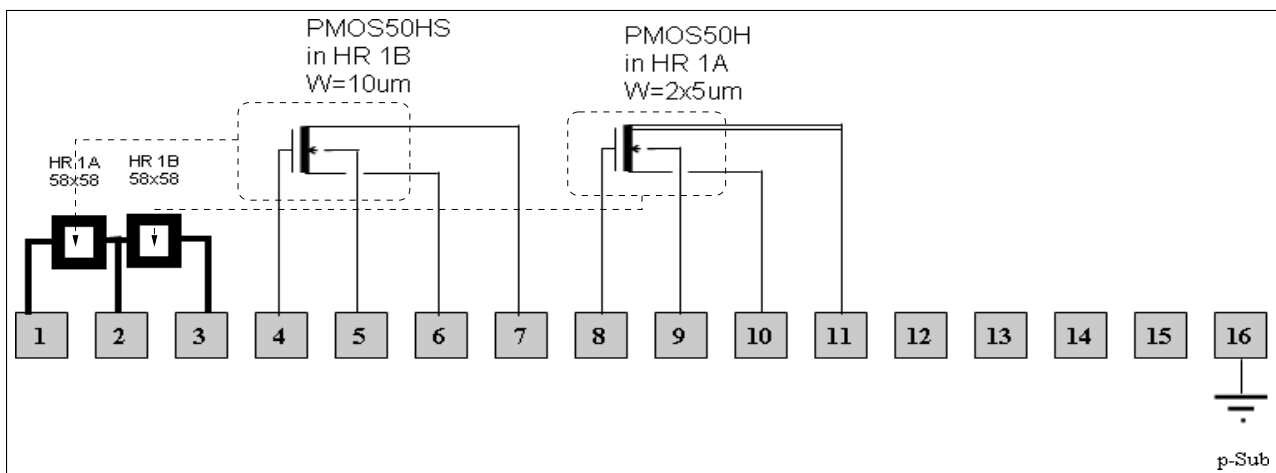 PMOS50HS
in HR 1B
W=10um
PMOS50H
in HR 1A
W=2x5um
HR 1A
58x58
HR 1B
58x58
1 2 3 4 5 6 7 8 9 10 11 12 13 14 15 16
p-Sub